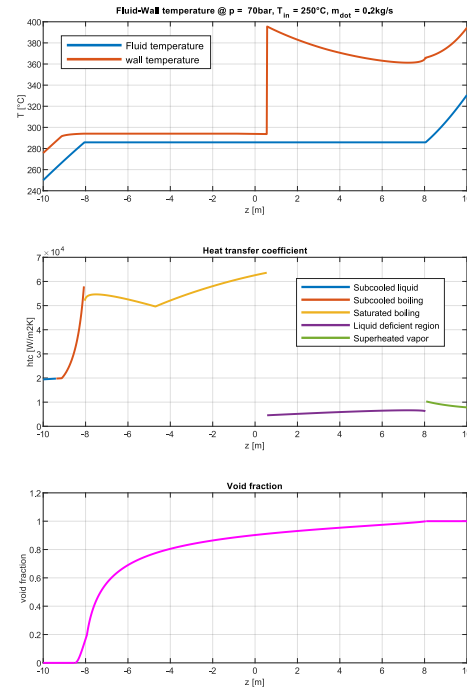 Fluid-Wall temperature @ p = 70bar, T_in = 250°C, m_dot = 0.2kg/s
400
380
360
340
320
300
280
260
240
T [°C]
Fluid temperature
wall temperature
-10 -8 -6 -4 -2 0 2 4 6 8 10
z [m]
Heat transfer coefficient
×10^4
7
6
5
4
3
2
1
0
htc [W/m2K]
Subcooled liquid
Subcooled boiling
Saturated boiling
Liquid deficient region
Superheated vapor
-10 -8 -6 -4 -2 0 2 4 6 8 10
z [m]
Void fraction
1.2
1
0.8
0.6
0.4
0.2
0
void fraction
-10 -8 -6 -4 -2 0 2 4 6 8 10
z [m]